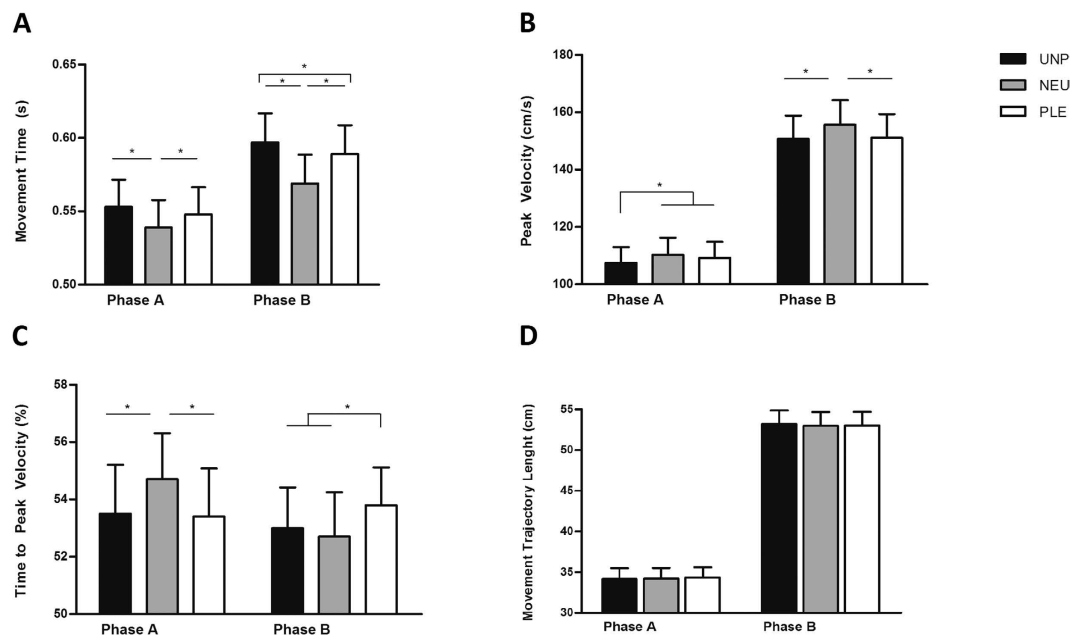 A
Movement Time (s)
0.65
0.60
0.55
0.50
*
*
*
*
*
Phase A
Phase B
B
Peak Velocity (cm/s)
180
160
140
120
100
*
*
*
Phase A
Phase B
UNP
NEU
PLE
C
Time to Peak Velocity (%)
58
56
54
52
50
*
*
*
Phase A
Phase B
D
Movement Trajectory Lenght (cm)
55
50
45
40
35
30
Phase A
Phase B